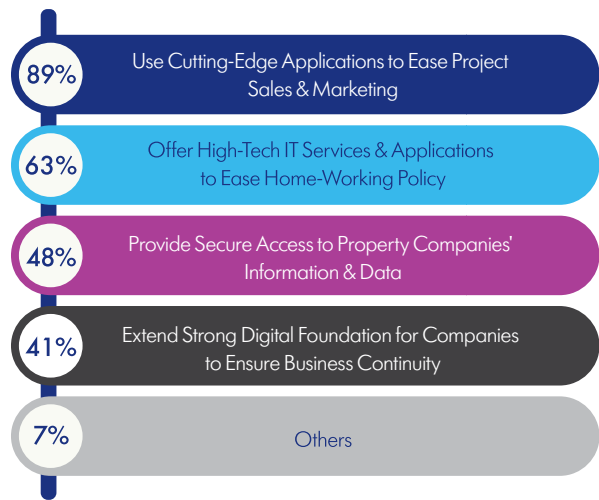 89%
Use Cutting-Edge Applications to Ease Project
Sales & Marketing
63%
Offer High-Tech IT Services & Applications
to Ease Home-Working Policy
48%
Provide Secure Access to Property Companies'
Information & Data
41%
Extend Strong Digital Foundation for Companies
to Ensure Business Continuity
7%
Others